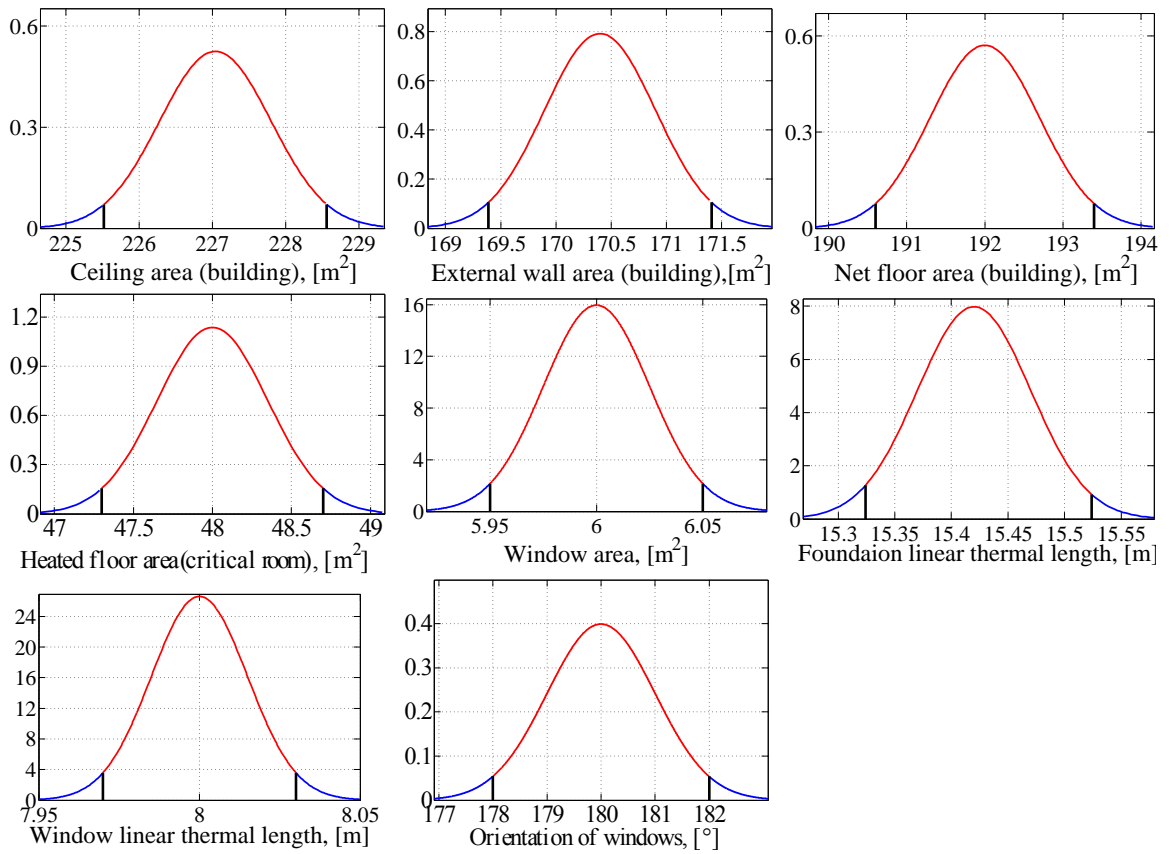 0.6
0.3
0
225 226 227 228 229
Ceiling area (building), [m²]
0.8
0.6
0.4
0.2
0
169 169.5 170 170.5 171 171.5
External wall area (building),[m²]
0.6
0.3
0
190 191 192 193 194
Net floor area (building), [m²]
1.2
0.9
0.6
0.3
0
47 47.5 48 48.5 49
Heated floor area(critical room), [m²]
16
12
8
4
0
5.95 6 6.05
Window area, [m²]
8
6
4
2
0
15.3 15.35 15.4 15.45 15.5 15.55
Foundaion linear thermal length, [m]
24
20
16
12
8
4
0
7.95 8 8.05
Window linear thermal length, [m]
0.4
0.3
0.2
0.1
0
177 178 179 180 181 182
Orientation of windows, [°]